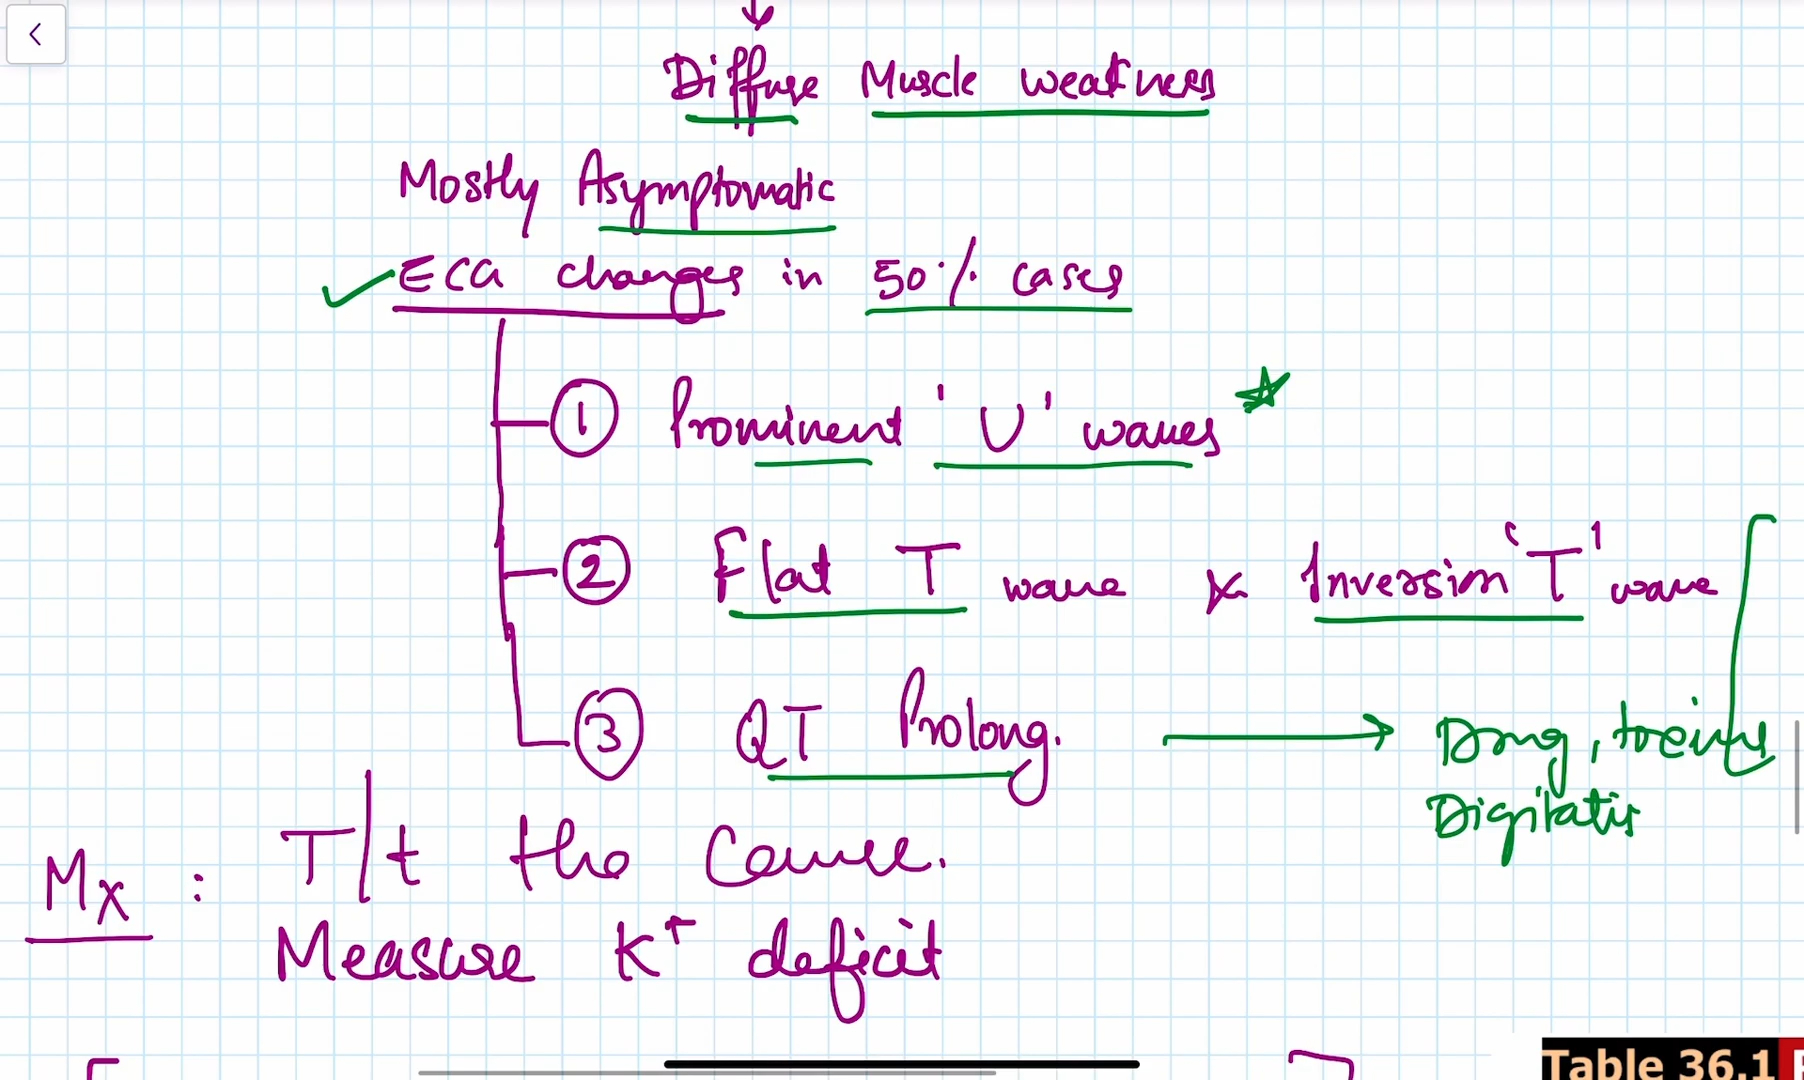 Diffuse Muscle weakness
Mostly Asymptomatic
ECG changes in 50% cases
① Prominent 'U' waves
② Flat T wave & Inversion 'T' wave
③ QT Prolong. → Drug, toxins
Digitalis
Mx : T/t the Cause.
Measure K+ deficit
Table 36.1